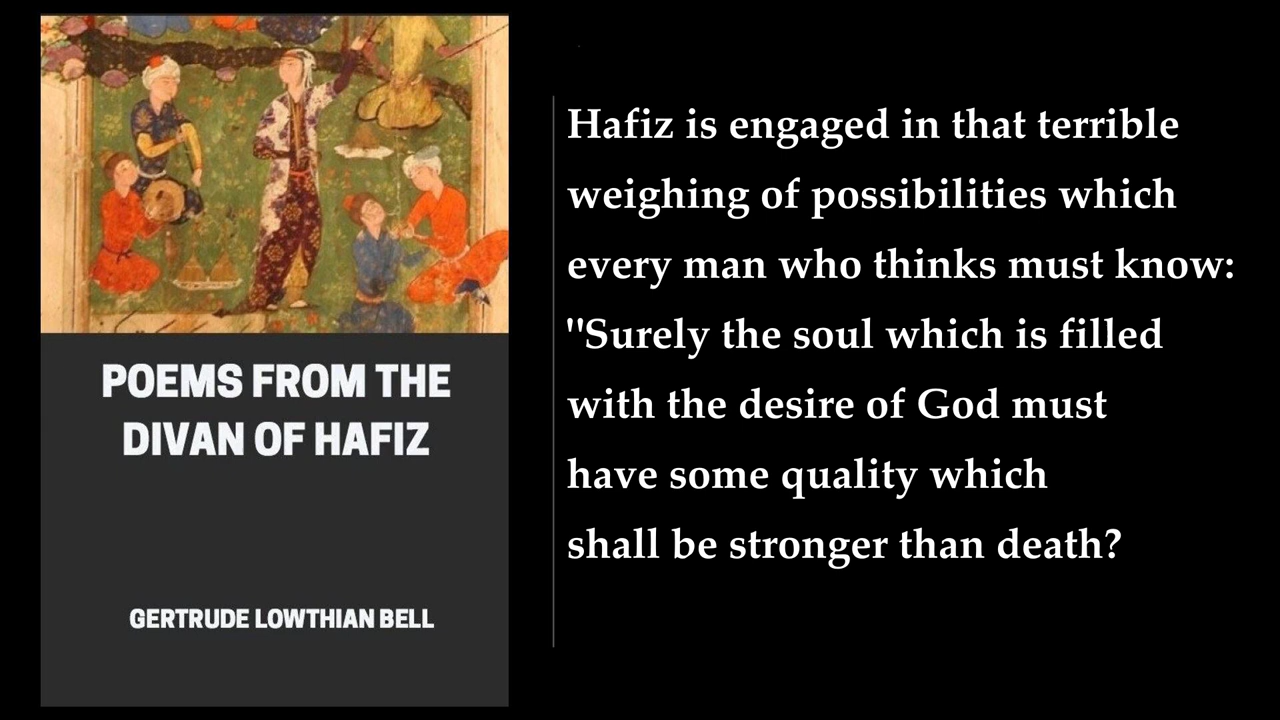 POEMS FROM THE
DIVAN OF HAFIZ
GERTRUDE LOWTHIAN BELL
Hafiz is engaged in that terrible
weighing of possibilities which
every man who thinks must know:
"Surely the soul which is filled
with the desire of God must
have some quality which
shall be stronger than death?